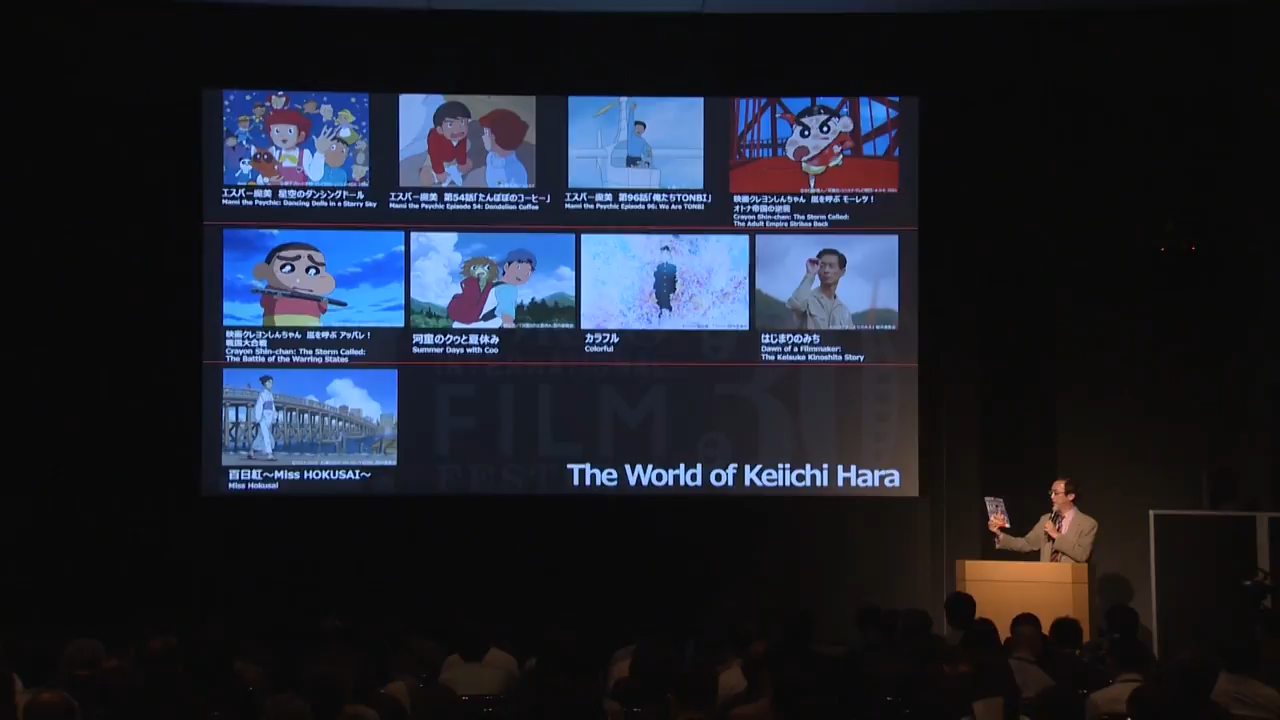 エスパー魔美 星空のダンシングドール
Mami the Psychic: Dancing Dolls in a Starry Sky
エスパー魔美 第54話「たんぽぽのコーヒー」
Mami the Psychic Episode 54: Dandelion Coffee
エスパー魔美 第96話「俺たちTONBI」
Mami the Psychic Episode 96: We Are TONBI
映画クレヨンしんちゃん 嵐を呼ぶ モーレツ!
オトナ帝国の逆襲
Crayon Shin-chan: The Storm Called:
The Adult Empire Strikes Back
映画クレヨンしんちゃん 嵐を呼ぶ アッパレ!
戦国大合戦
Crayon Shin-chan: The Storm Called:
The Battle of the Warring States
河童のクゥと夏休み
Summer Days with Coo
カラフル
Colorful
はじまりのみち
Dawn of a Filmmaker:
The Keisuke Kinoshita Story
百日紅~Miss HOKUSAI~
Miss Hokusai
FILM
The World of Keiichi Hara